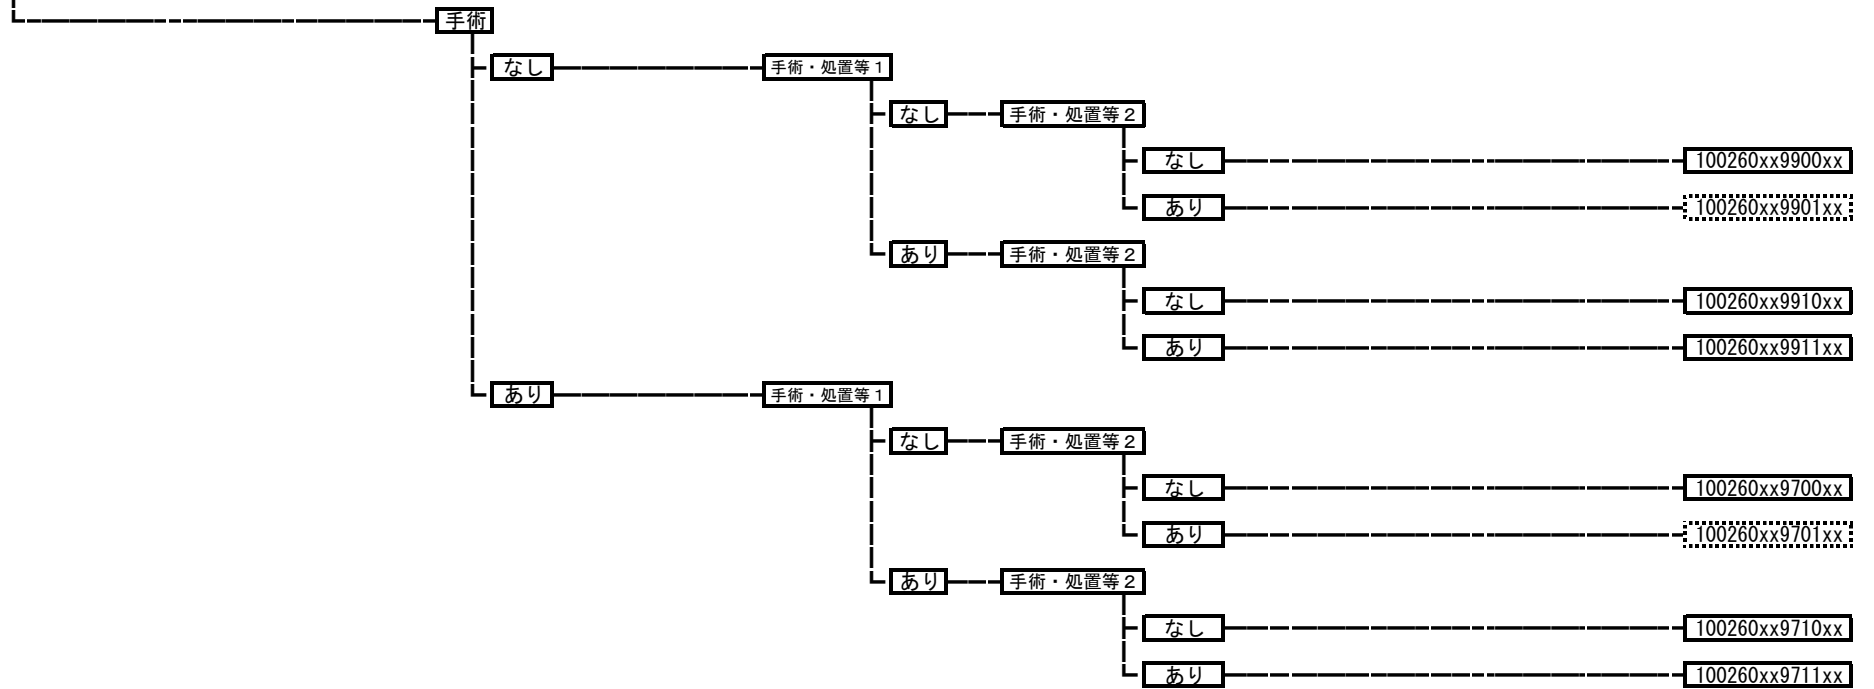 手術
なし 手術・処置等1
なし 手術・処置等2
なし 100260xx9900xx
あり 100260xx9901xx
あり 手術・処置等2
なし 100260xx9910xx
あり 100260xx9911xx
あり 手術・処置等1
なし 手術・処置等2
なし 100260xx9700xx
あり 100260xx9701xx
あり 手術・処置等2
なし 100260xx9710xx
あり 100260xx9711xx